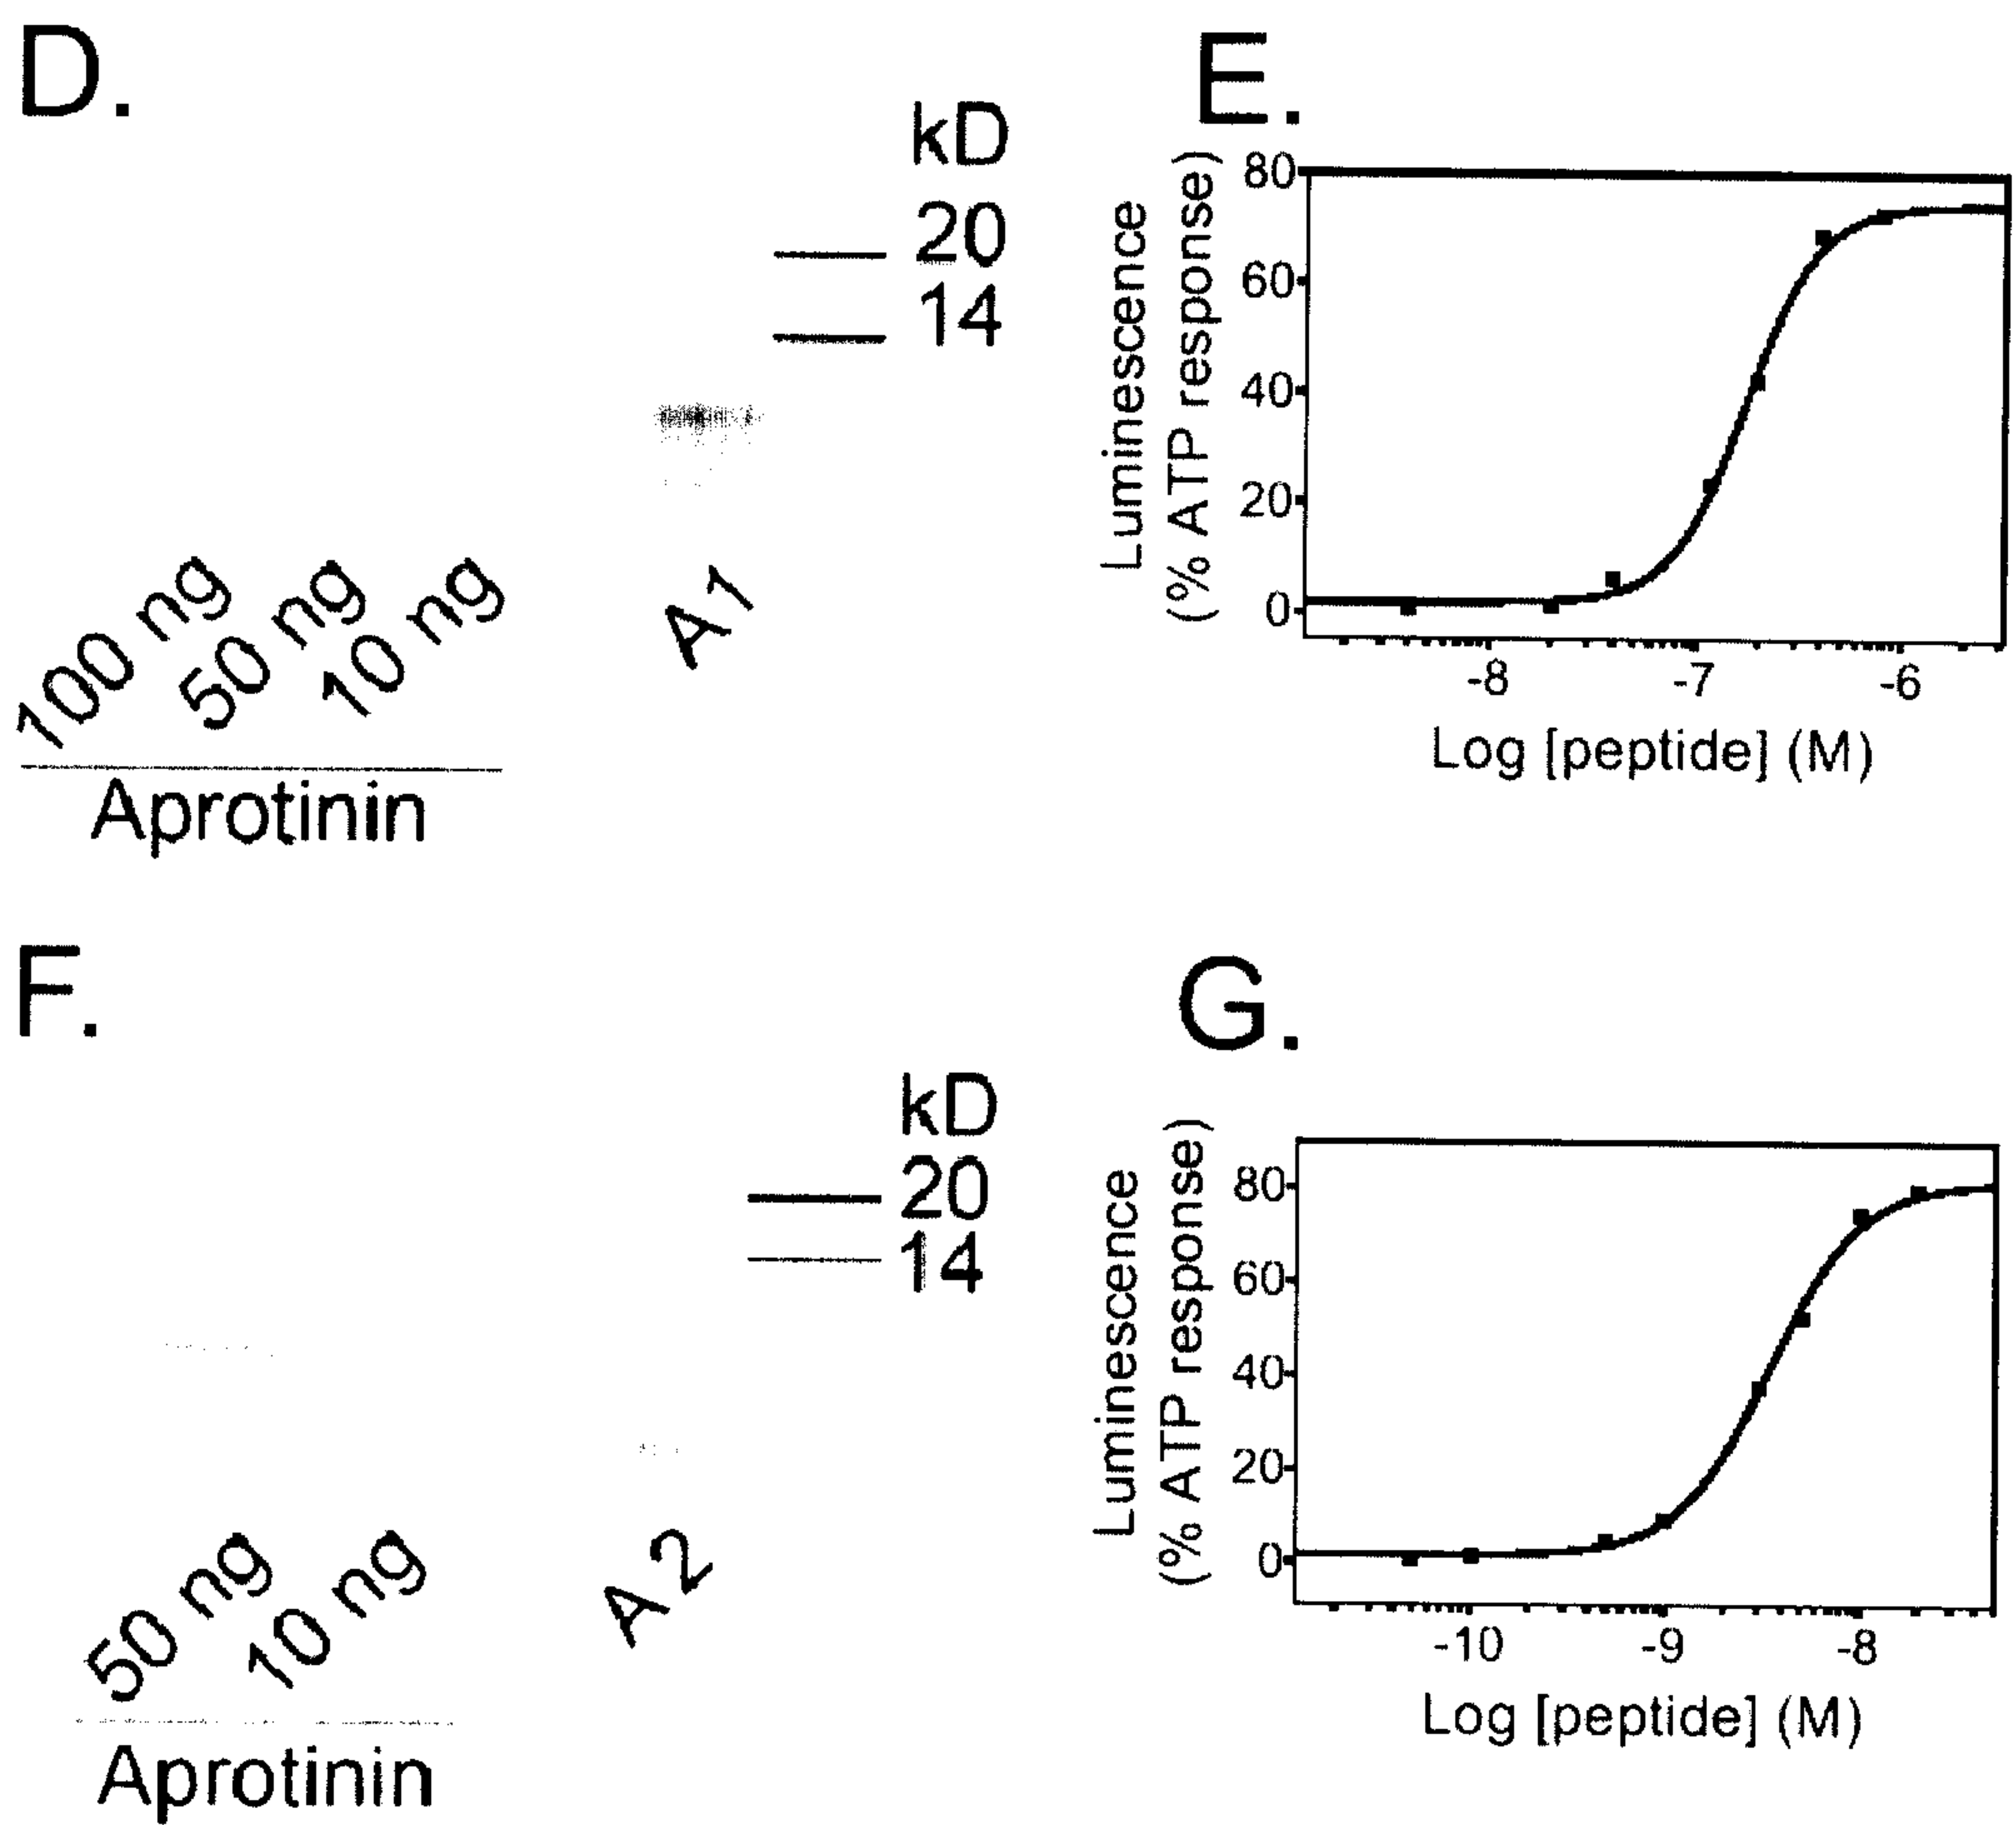 D.
kD
20
14
100 ng
50 ng
10 ng
A1
Aprotinin
E.
Luminescence
(% ATP response)
80
60
40
20
0
-8
-7
-6
Log [peptide] (M)
F.
kD
20
14
50 ng
10 ng
A2
Aprotinin
G.
Luminescence
(% ATP response)
80
60
40
20
0
-10
-9
-8
Log [peptide] (M)